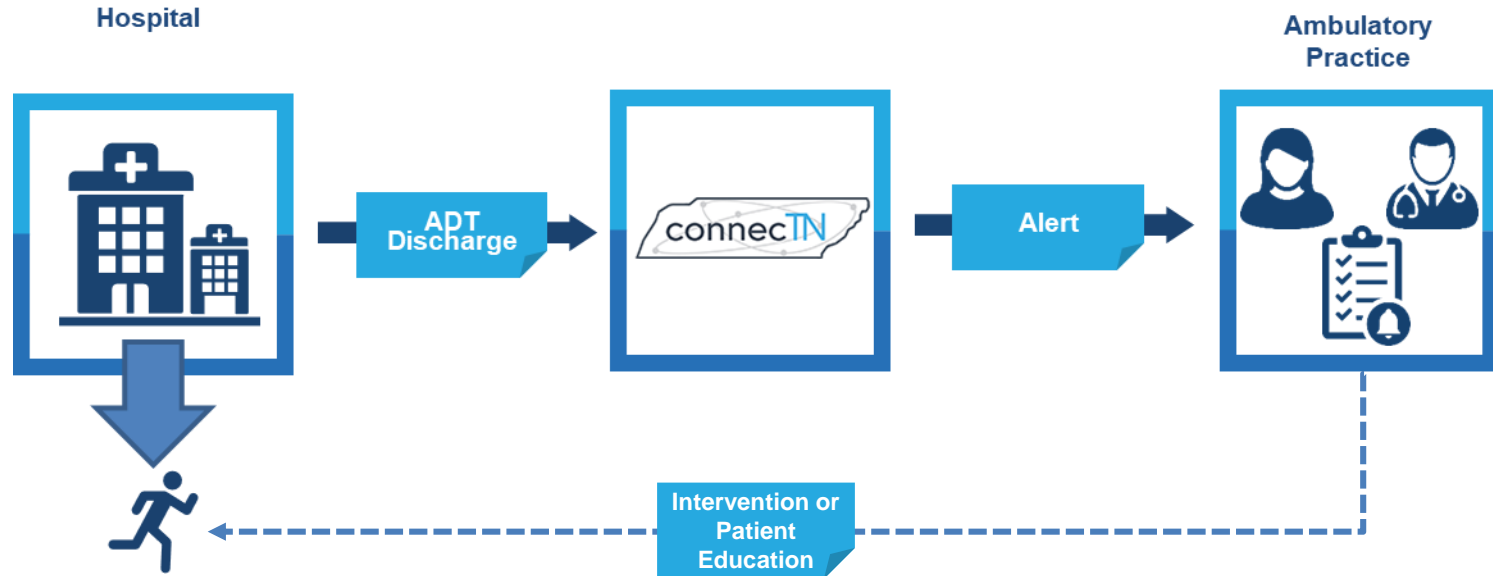 Hospital
Ambulatory
Practice
ADT
Discharge
connecTN
Alert
Intervention or
Patient
Education